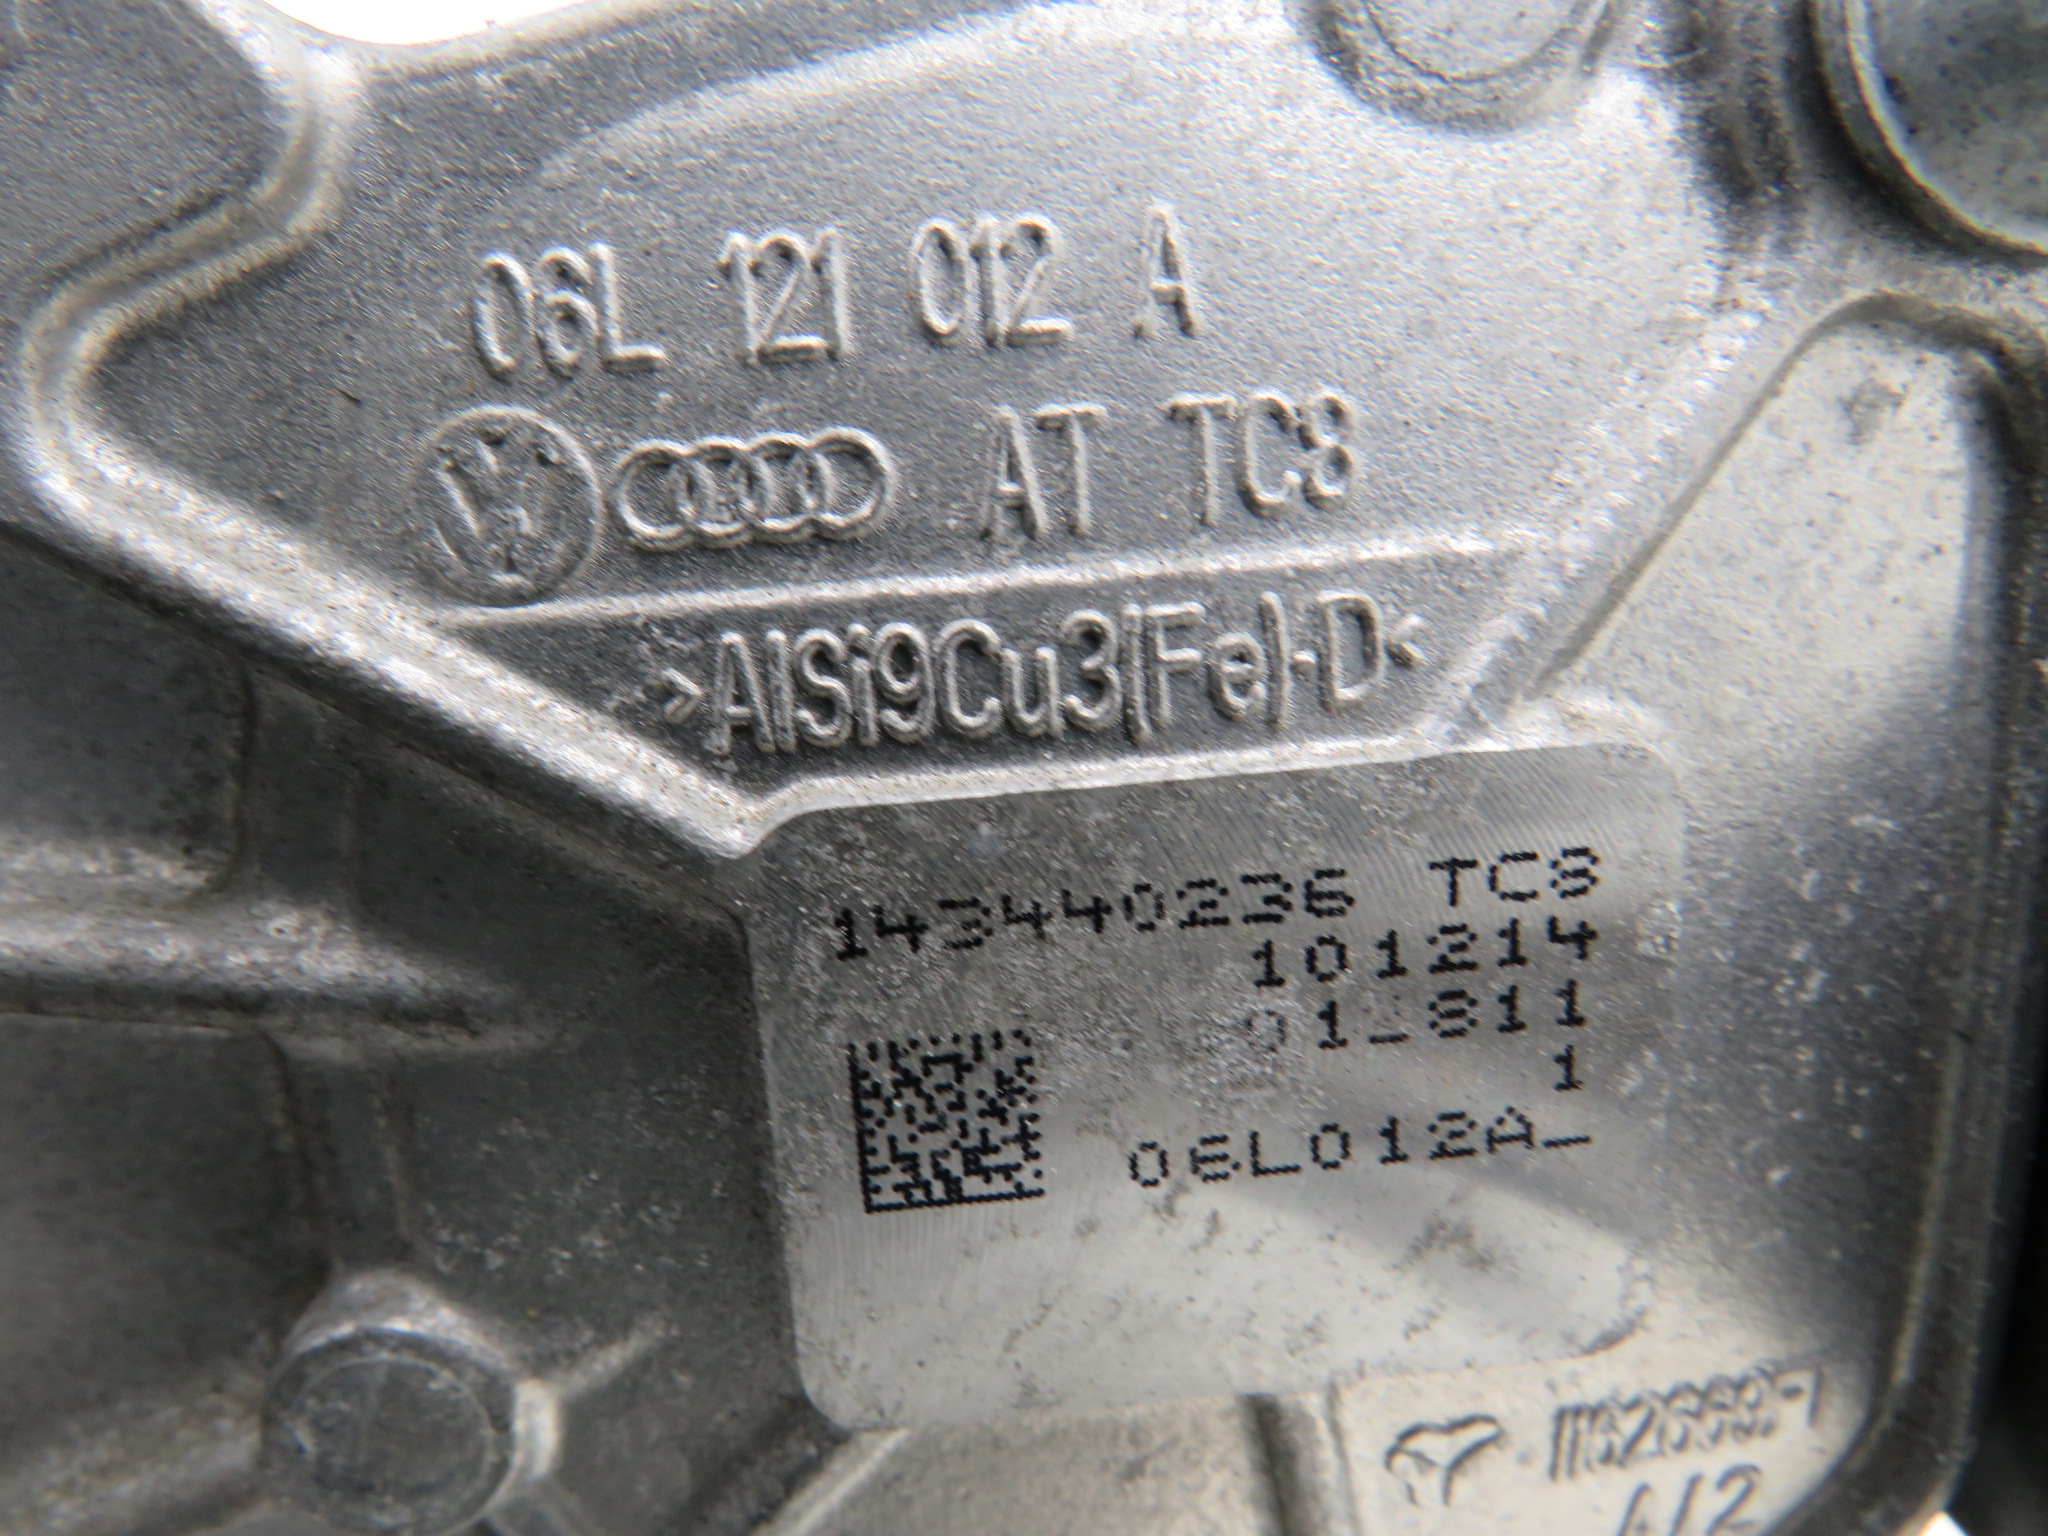 06L 121 012 A
AT TC8
>AlSi9Cu3(Fe)-D<
143440236 TC8
101214
01_811
1
06L012A_